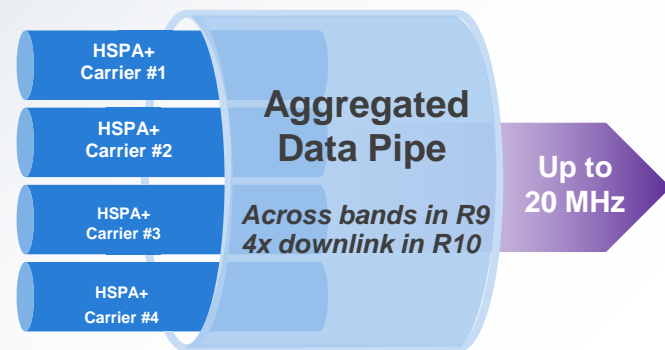 HSPA+
Carrier #1
HSPA+
Carrier #2
HSPA+
Carrier #3
HSPA+
Carrier #4
Aggregated
Data Pipe
Across bands in R9
4x downlink in R10
Up to
20 MHz